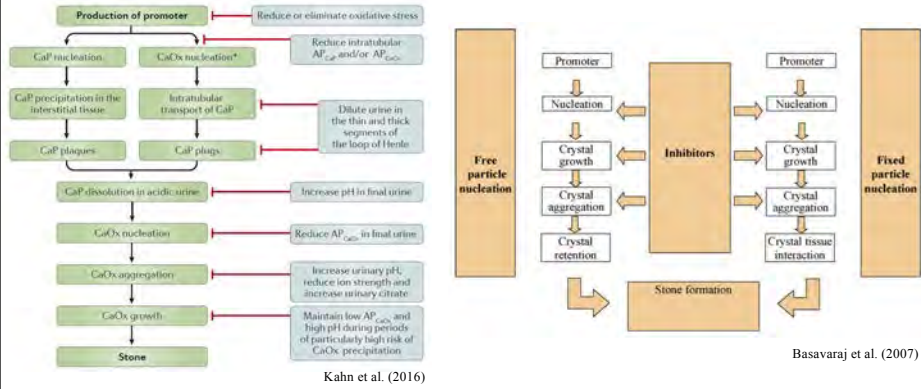 Production of promoter
Reduce or eliminate oxidative stress
CaP nucleation
CaOx nucleation*
Reduce intratubular
AP CaP and/or AP CaOx
CaP precipitation in the
interstitial tissue
Intratubular
transport of CaP
Dilute urine in
the thin and thick
segments of
the loop of Henle
CaP plaques
CaP plugs
CaP dissolution in acidic urine
Increase pH in final urine
CaOx nucleation
Reduce AP CaOx in final urine
CaOx aggregation
Increase urinary pH,
reduce ion strength and
increase urinary citrate
CaOx growth
Maintain low AP CaOx and
high pH during periods
of particularly high risk of
CaOx precipitation
Stone
Kahn et al. (2016)
Free
particle
nucleation
Promoter
Nucleation
Crystal
growth
Crystal
aggregation
Crystal
retention
Inhibitors
Promoter
Nucleation
Crystal
growth
Crystal
aggregation
Crystal tissue
interaction
Fixed
particle
nucleation
Stone formation
Basavaraj et al. (2007)